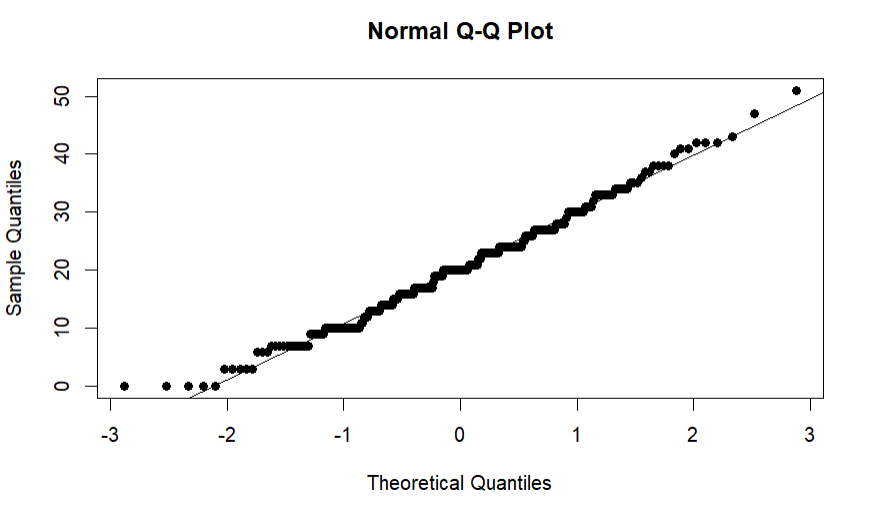 Normal Q-Q Plot
Sample Quantiles
50
40
30
20
10
0
-3 -2 -1 0 1 2 3
Theoretical Quantiles